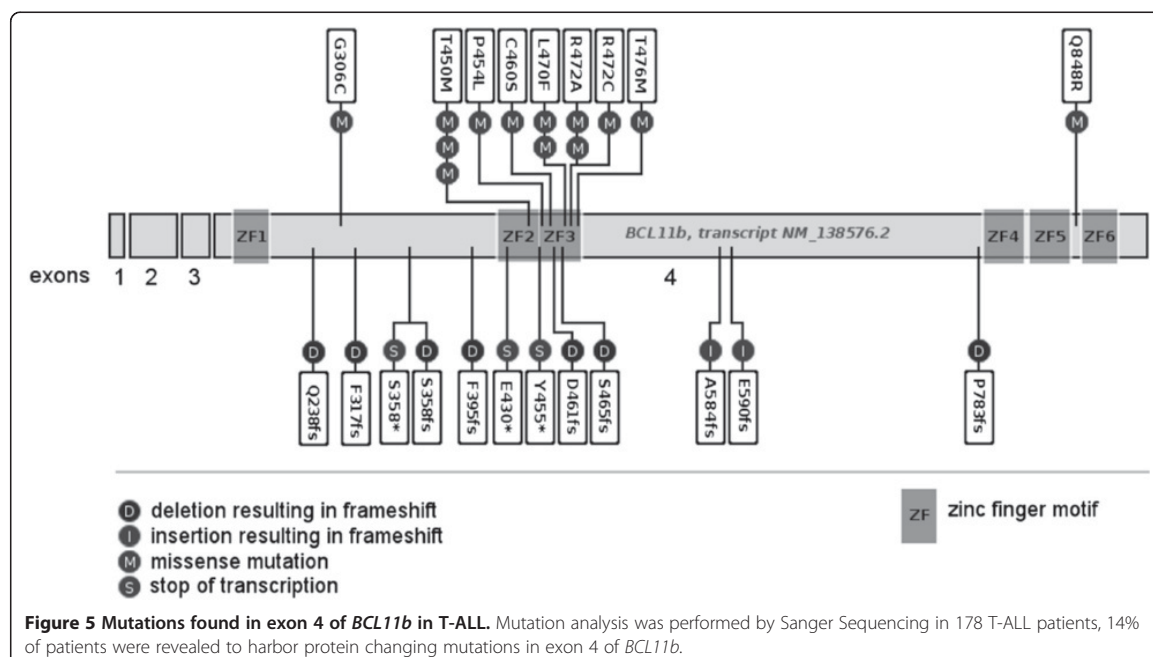 G306C
T450M
P454L
C460S
L470F
R472A
R472C
T476M
Q848R
M M M M M M M M
M M M
M
ZF1 ZF2 ZF3 BCL11b, transcript NM_138576.2 ZF4 ZF5 ZF6
exons 1 2 3 4
D D S D D S S D D I I D
Q238fs
F317fs
S358*
S358fs
F395fs
E430*
Y455*
D461fs
S465fs
A584fs
E590fs
P783fs
D deletion resulting in frameshift
I insertion resulting in frameshift
M missense mutation
S stop of transcription
ZF zinc finger motif
Figure 5 Mutations found in exon 4 of BCL11b in T-ALL. Mutation analysis was performed by Sanger Sequencing in 178 T-ALL patients, 14%
of patients were revealed to harbor protein changing mutations in exon 4 of BCL11b.